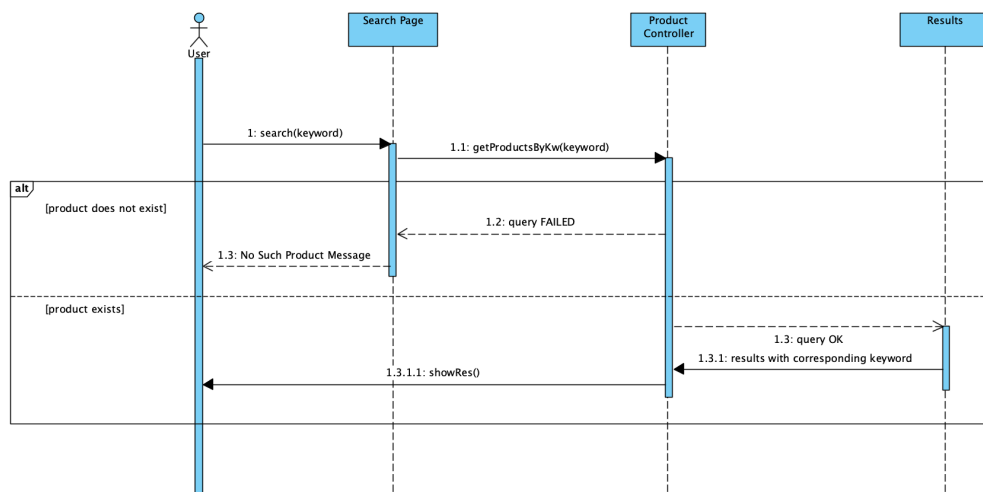 Search Page
Product
Controller
Results
User
1: search(keyword)
1.1: getProductsByKw(keyword)
alt
[product does not exist]
1.2: query FAILED
1.3: No Such Product Message
[product exists]
1.3: query OK
1.3.1: results with corresponding keyword
1.3.1.1: showRes()